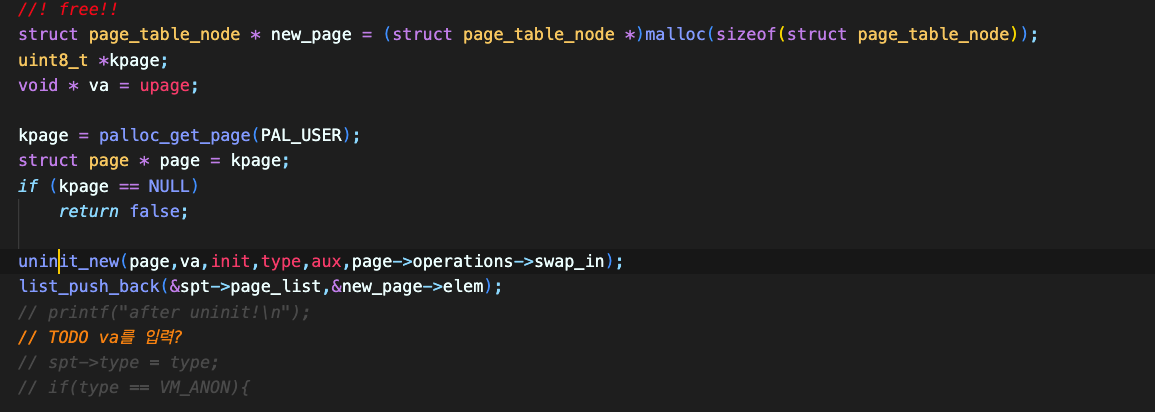 //! free!!
struct page_table_node * new_page = (struct page_table_node *)malloc(sizeof(struct page_table_node));
uint8_t *kpage;
void * va = upage;
kpage = palloc_get_page(PAL_USER);
struct page * page = kpage;
if (kpage == NULL)
return false;
uninit_new(page,va,init,type,aux,page->operations->swap_in);
list_push_back(&spt->page_list,&new_page->elem);
// printf("after uninit!\n");
// TODO va를 입력?
// spt->type = type;
// if(type == VM_ANON){